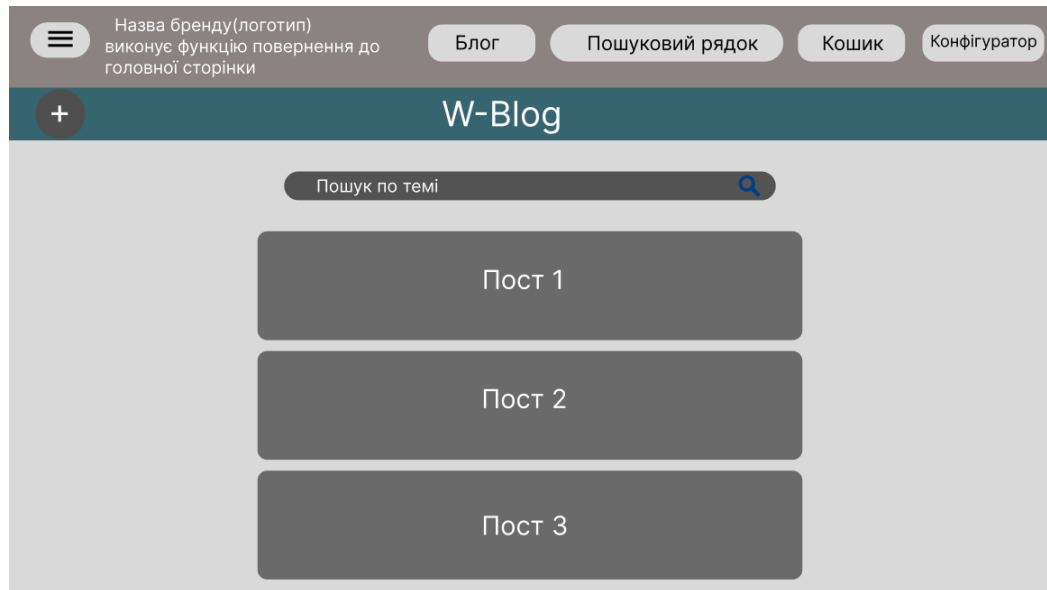 Назва бренду(логотип)
виконує функцію повернення до
головної сторінки
Блог
Пошуковий рядок
Кошик
Конфігуратор
+
W-Blog
Пошук по темі
Пост 1
Пост 2
Пост 3